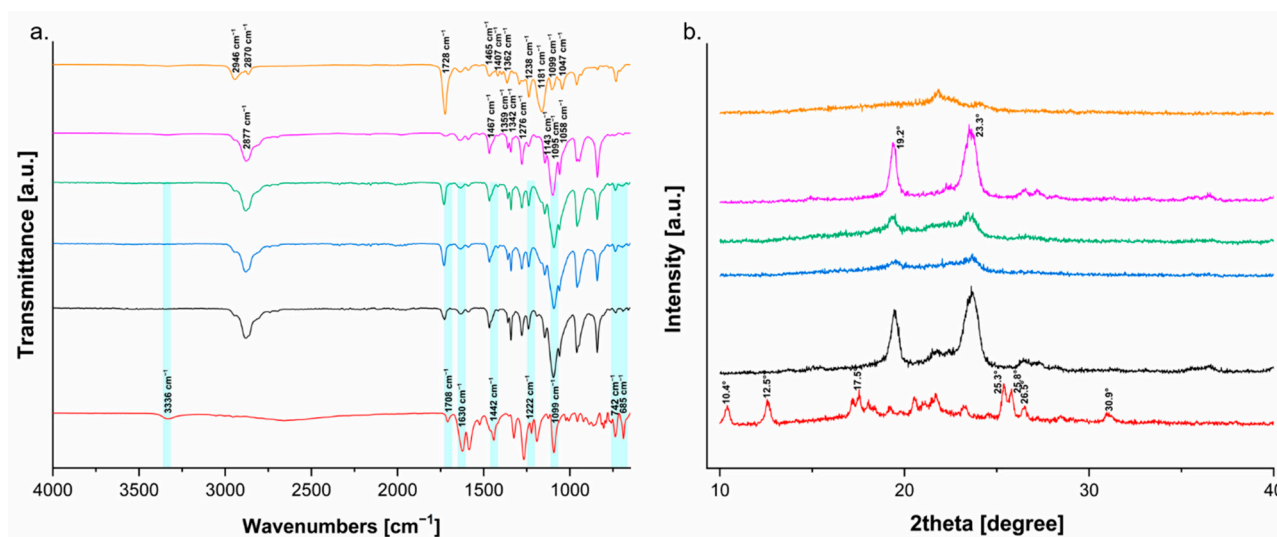 a.
2946 cm⁻¹
2870 cm⁻¹
1728 cm⁻¹
1465 cm⁻¹
1407 cm⁻¹
1362 cm⁻¹
1238 cm⁻¹
1181 cm⁻¹
1099 cm⁻¹
1047 cm⁻¹
2877 cm⁻¹
1467 cm⁻¹
1359 cm⁻¹
1342 cm⁻¹
1276 cm⁻¹
1143 cm⁻¹
1095 cm⁻¹
1058 cm⁻¹
3336 cm⁻¹
1708 cm⁻¹
1630 cm⁻¹
1442 cm⁻¹
1222 cm⁻¹
1099 cm⁻¹
742 cm⁻¹
685 cm⁻¹
Transmittance [a.u.]
4000 3500 3000 2500 2000 1500 1000
Wavenumbers [cm⁻¹]
b.
19.2°
23.3°
10.4°
12.5°
17.5°
25.3°
25.8°
26.5°
30.9°
Intensity [a.u.]
10 20 30 40
2theta [degree]